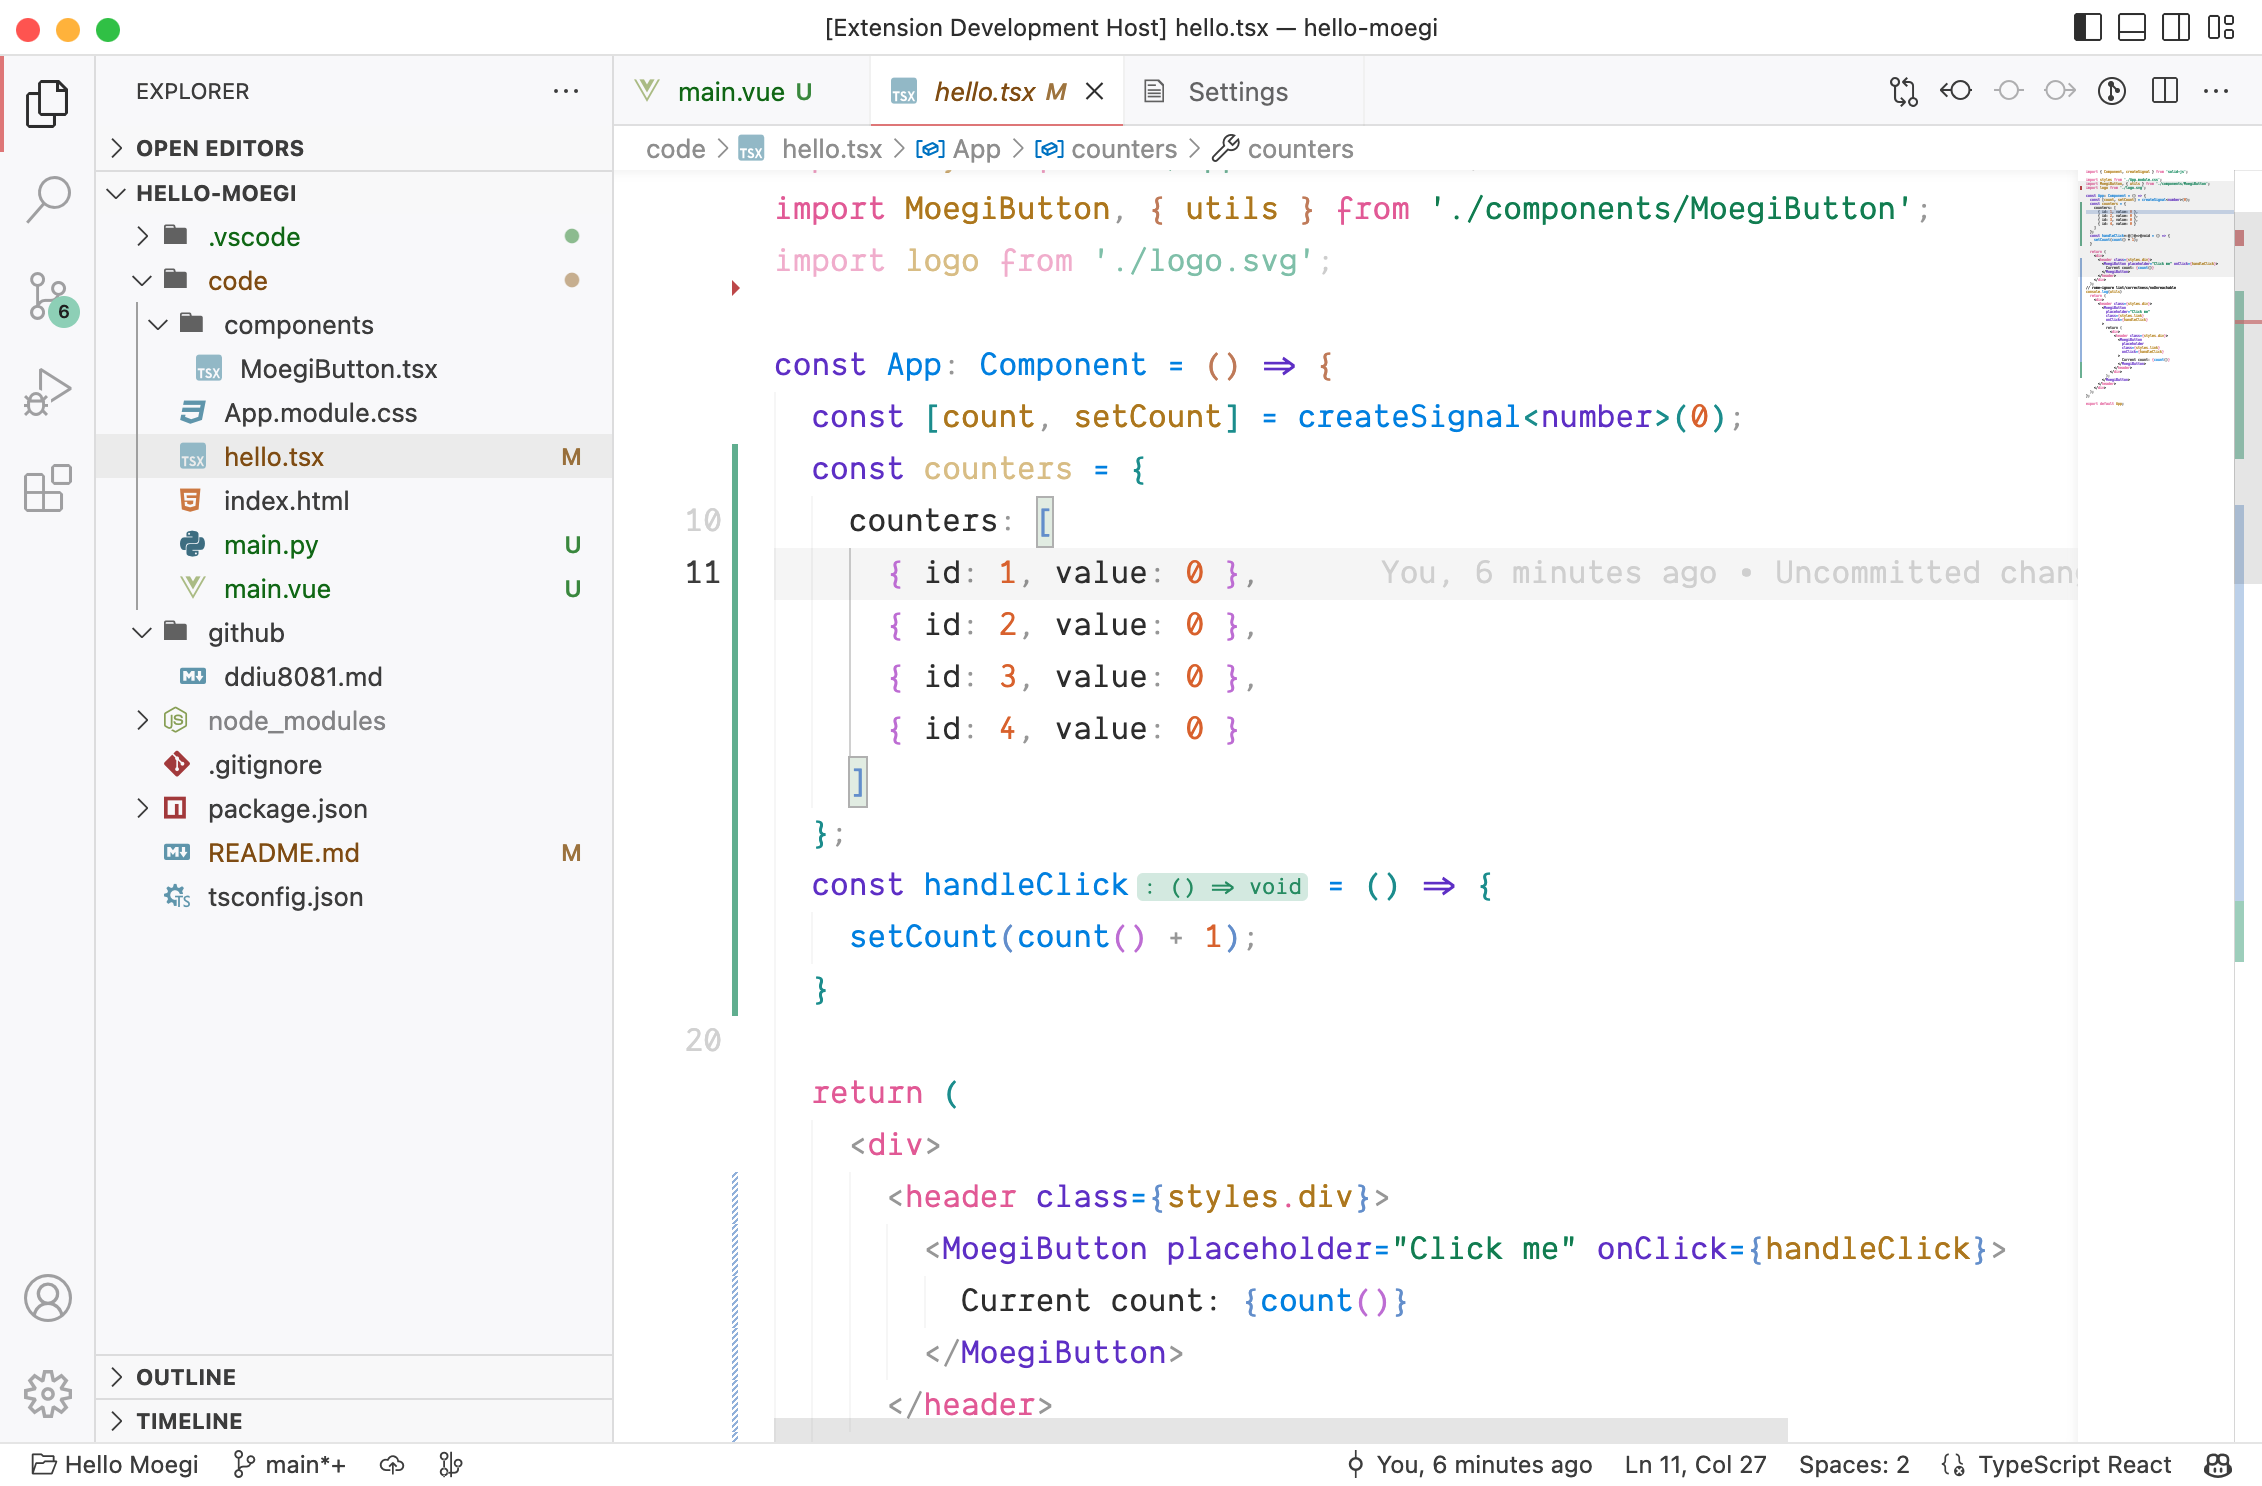 [Extension Development Host] hello.tsx — hello-moegi
EXPLORER
OPEN EDITORS
HELLO-MOEGI
.vscode
code
components
MoegiButton.tsx
App.module.css
hello.tsx M
index.html
main.py U
main.vue U
github
ddiu8081.md
node_modules
.gitignore
package.json
README.md M
tsconfig.json
OUTLINE
TIMELINE
6
main.vue U
hello.tsx M
Settings
code > hello.tsx > App > counters > counters
import MoegiButton, { utils } from './components/MoegiButton';
import logo from './logo.svg';
const App: Component = () => {
const [count, setCount] = createSignal<number>(0);
const counters = {
10 counters: [
11 { id: 1, value: 0 }, You, 6 minutes ago • Uncommitted
{ id: 2, value: 0 },
{ id: 3, value: 0 },
{ id: 4, value: 0 }
]
};
const handleClick : () => void = () => {
setCount(count() + 1);
}
20
return (
<div>
<header class={styles.div}>
<MoegiButton placeholder="Click me" onClick={handleClick}>
Current count: {count()}
</MoegiButton>
</header>
Hello Moegi main*+ You, 6 minutes ago Ln 11, Col 27 Spaces: 2 TypeScript React